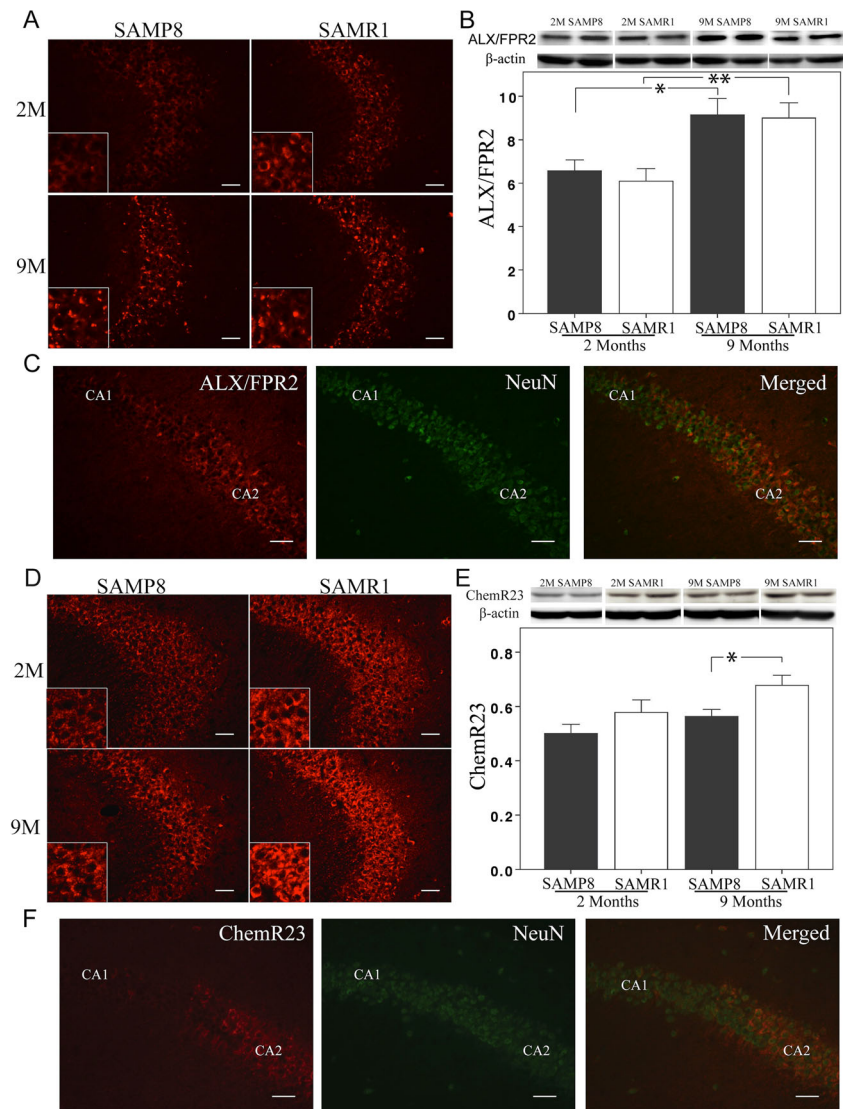 A
SAMP8 SAMR1
2M
9M
B
2M SAMP8 2M SAMR1 9M SAMP8 9M SAMR1
ALX/FPR2
β-actin
**
*
10
8
6
4
2
0
ALX/FPR2
SAMP8 SAMR1 SAMP8 SAMR1
2 Months 9 Months
C
ALX/FPR2 NeuN Merged
CA1 CA1 CA1
CA2 CA2 CA2
D
SAMP8 SAMR1
2M
9M
E
2M SAMP8 2M SAMR1 9M SAMP8 9M SAMR1
ChemR23
β-actin
*
0.8
0.6
0.4
0.2
0.0
ChemR23
SAMP8 SAMR1 SAMP8 SAMR1
2 Months 9 Months
F
ChemR23 NeuN Merged
CA1 CA1 CA1
CA2 CA2 CA2